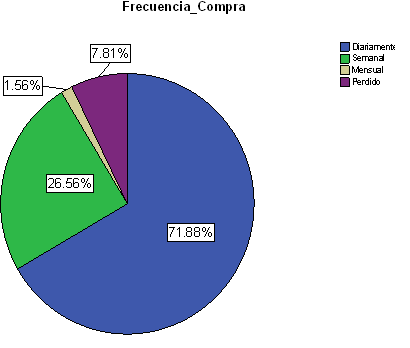 Frecuencia_Compra
7.81%
1.56%
26.56%
71.88%
Diariamente
Semanal
Mensual
Perdido